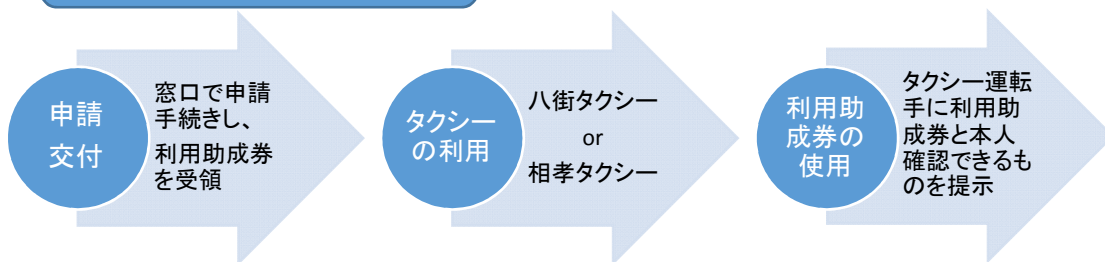 申請
交付
窓口で申請
手続きし、
利用助成券
を受領
タクシー
の利用
八街タクシー
or
相孝タクシー
利用助
成券の
使用
タクシー運転
手に利用助
成券と本人
確認できるも
のを提示